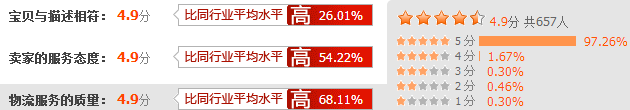 宝贝与描述相符：4.9分 比同行业平均水平 高 26.01%
卖家的服务态度：4.9分 比同行业平均水平 高 54.22%
物流服务的质量：4.9分 比同行业平均水平 高 68.11%
4.9分 共657人
5分 97.26%
4分 1.67%
3分 0.30%
2分 0.46%
1分 0.30%